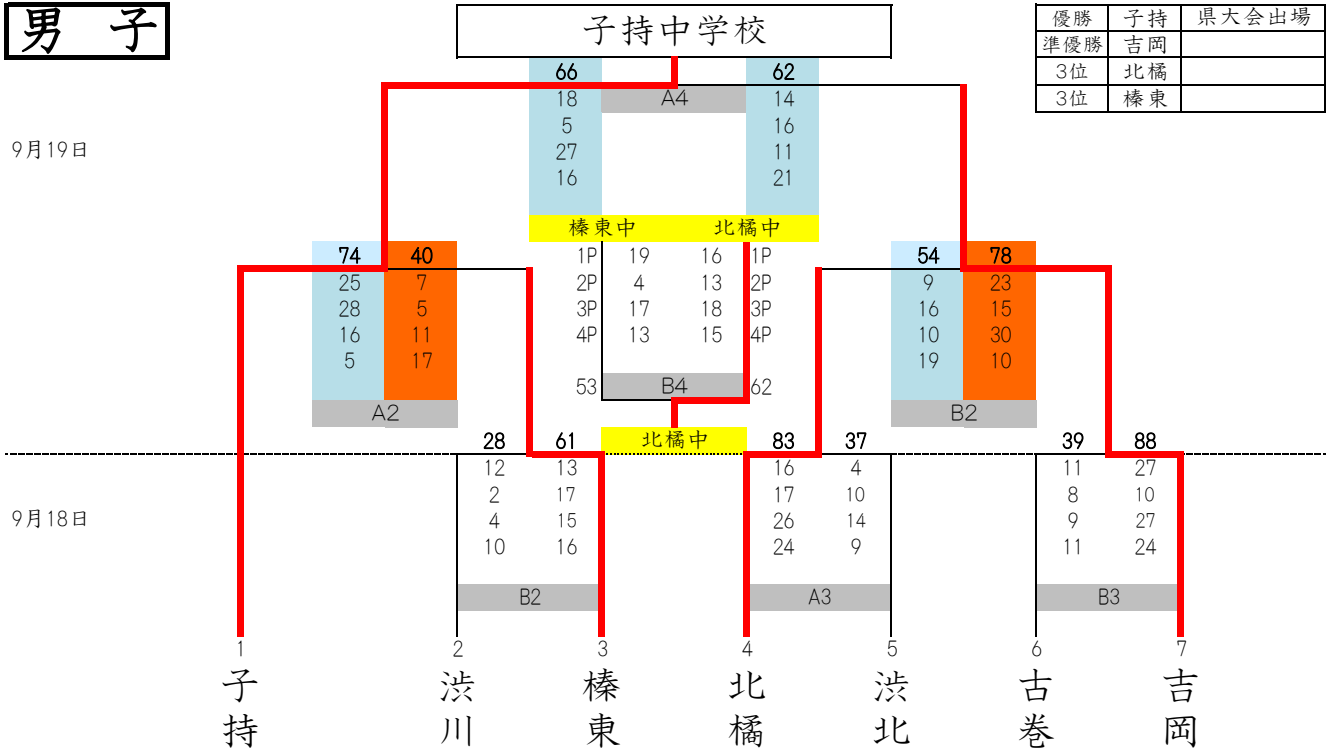 男 子
子持中学校
優勝 子持 県大会出場
準優勝 吉岡
3位 北橘
3位 榛東
66 62
18 A4 14
5 16
27 11
16 21
9月19日
榛東中 北橘中
74 40 1P 19 16 1P 54 78
25 7 2P 4 13 2P 9 23
28 5 3P 17 18 3P 16 15
16 11 4P 13 15 4P 10 30
5 17 19 10
53 B4 62
A2 B2
28 61 北橘中 83 37 39 88
12 13 16 4 11 27
2 17 17 10 8 10
9月18日
4 15 26 14 9 27
10 16 24 9 11 24
B2 A3 B3
1 2 3 4 5 6 7
子持 渋川 榛東 北橘 渋北 古巻 吉岡